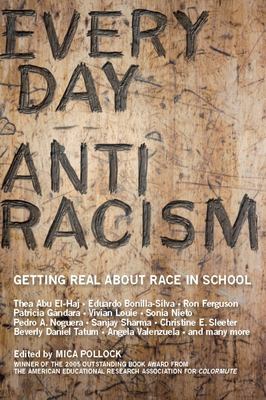 EVERY
DAY
ANTI
RACISM
GETTING REAL ABOUT RACE IN SCHOOL
Thea Abu El-Haj • Eduardo Bonilla-Silva • Ron Ferguson
Patricia Gándara • Vivian Louie • Sonia Nieto
Pedro A. Noguera • Sanjay Sharma • Christine E. Sleeter
Beverly Daniel Tatum • Angela Valenzuela • and many more
Edited by MICA POLLOCK
WINNER OF THE 2005 OUTSTANDING BOOK AWARD FROM
THE AMERICAN EDUCATIONAL RESEARCH ASSOCIATION FOR COLORMUTE